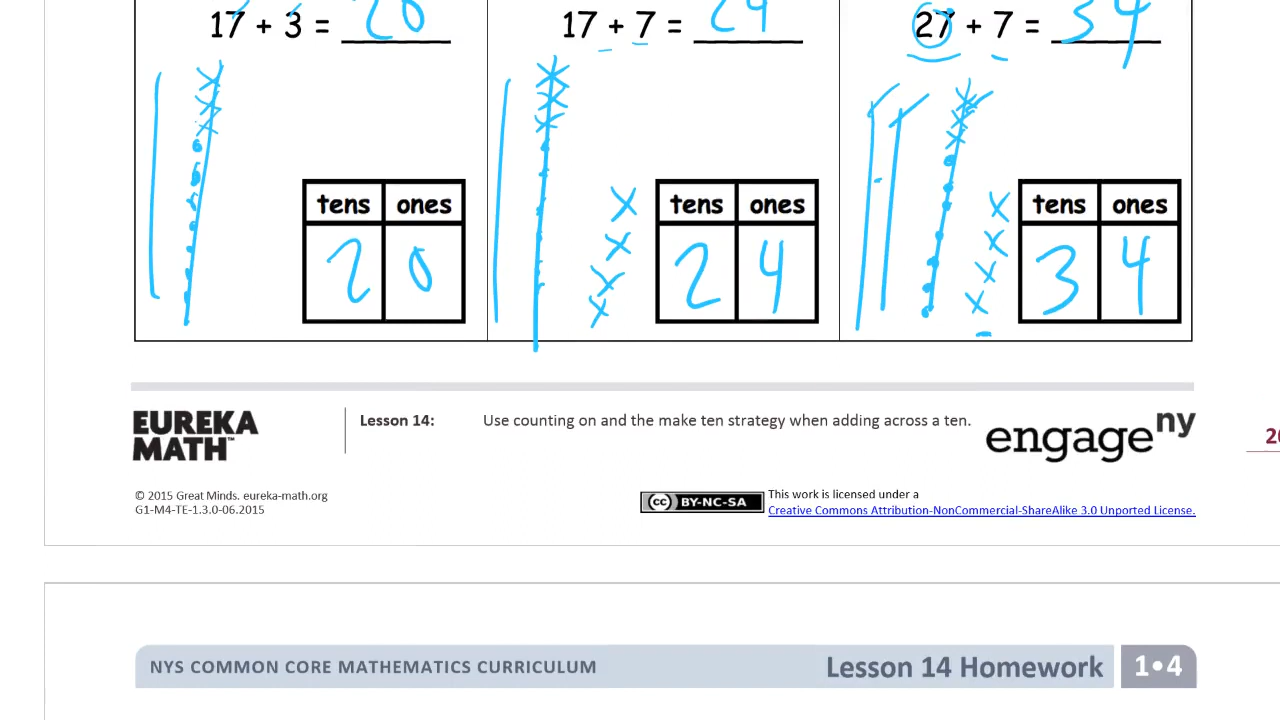 17 + 3 = 20
17 + 7 = 24
27 + 7 = 34
tens ones
2 0
tens ones
2 4
tens ones
3 4
EUREKA
MATH™
Lesson 14:
Use counting on and the make ten strategy when adding across a ten.
engageny
© 2015 Great Minds. eureka-math.org
G1-M4-TE-1.3.0-06.2015
cc BY-NC-SA
This work is licensed under a
Creative Commons Attribution-NonCommercial-ShareAlike 3.0 Unported License.
NYS COMMON CORE MATHEMATICS CURRICULUM
Lesson 14 Homework
1•4